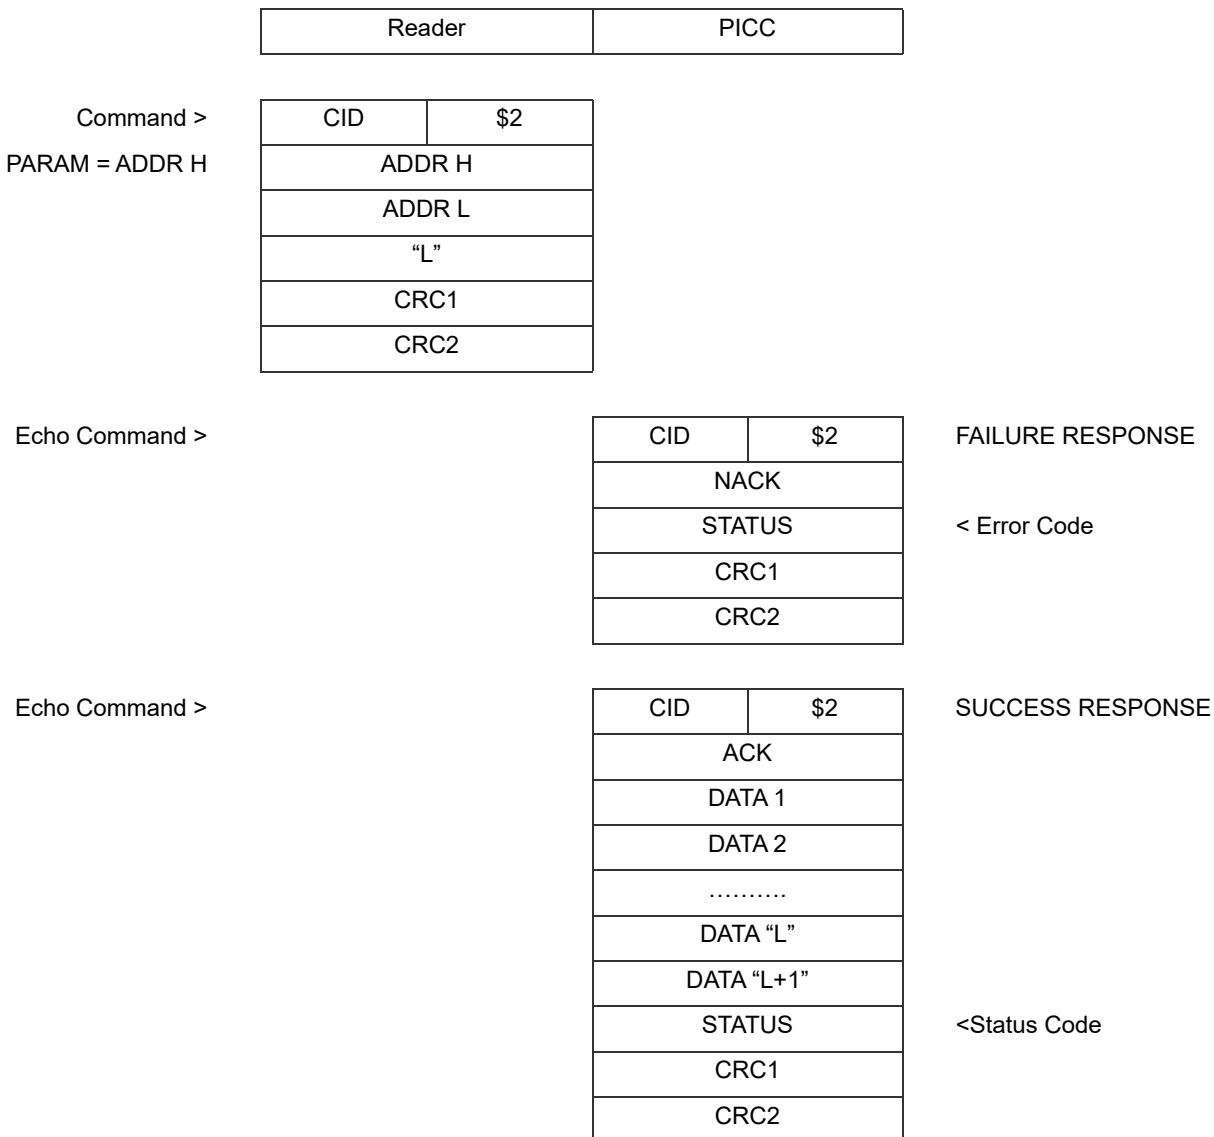 Reader PICC
Command > CID $2
PARAM = ADDR H ADDR H
ADDR L
“L”
CRC1
CRC2
Echo Command > CID $2 FAILURE RESPONSE
NACK
STATUS < Error Code
CRC1
CRC2
Echo Command > CID $2 SUCCESS RESPONSE
ACK
DATA 1
DATA 2
……….
DATA “L”
DATA “L+1”
STATUS <Status Code
CRC1
CRC2